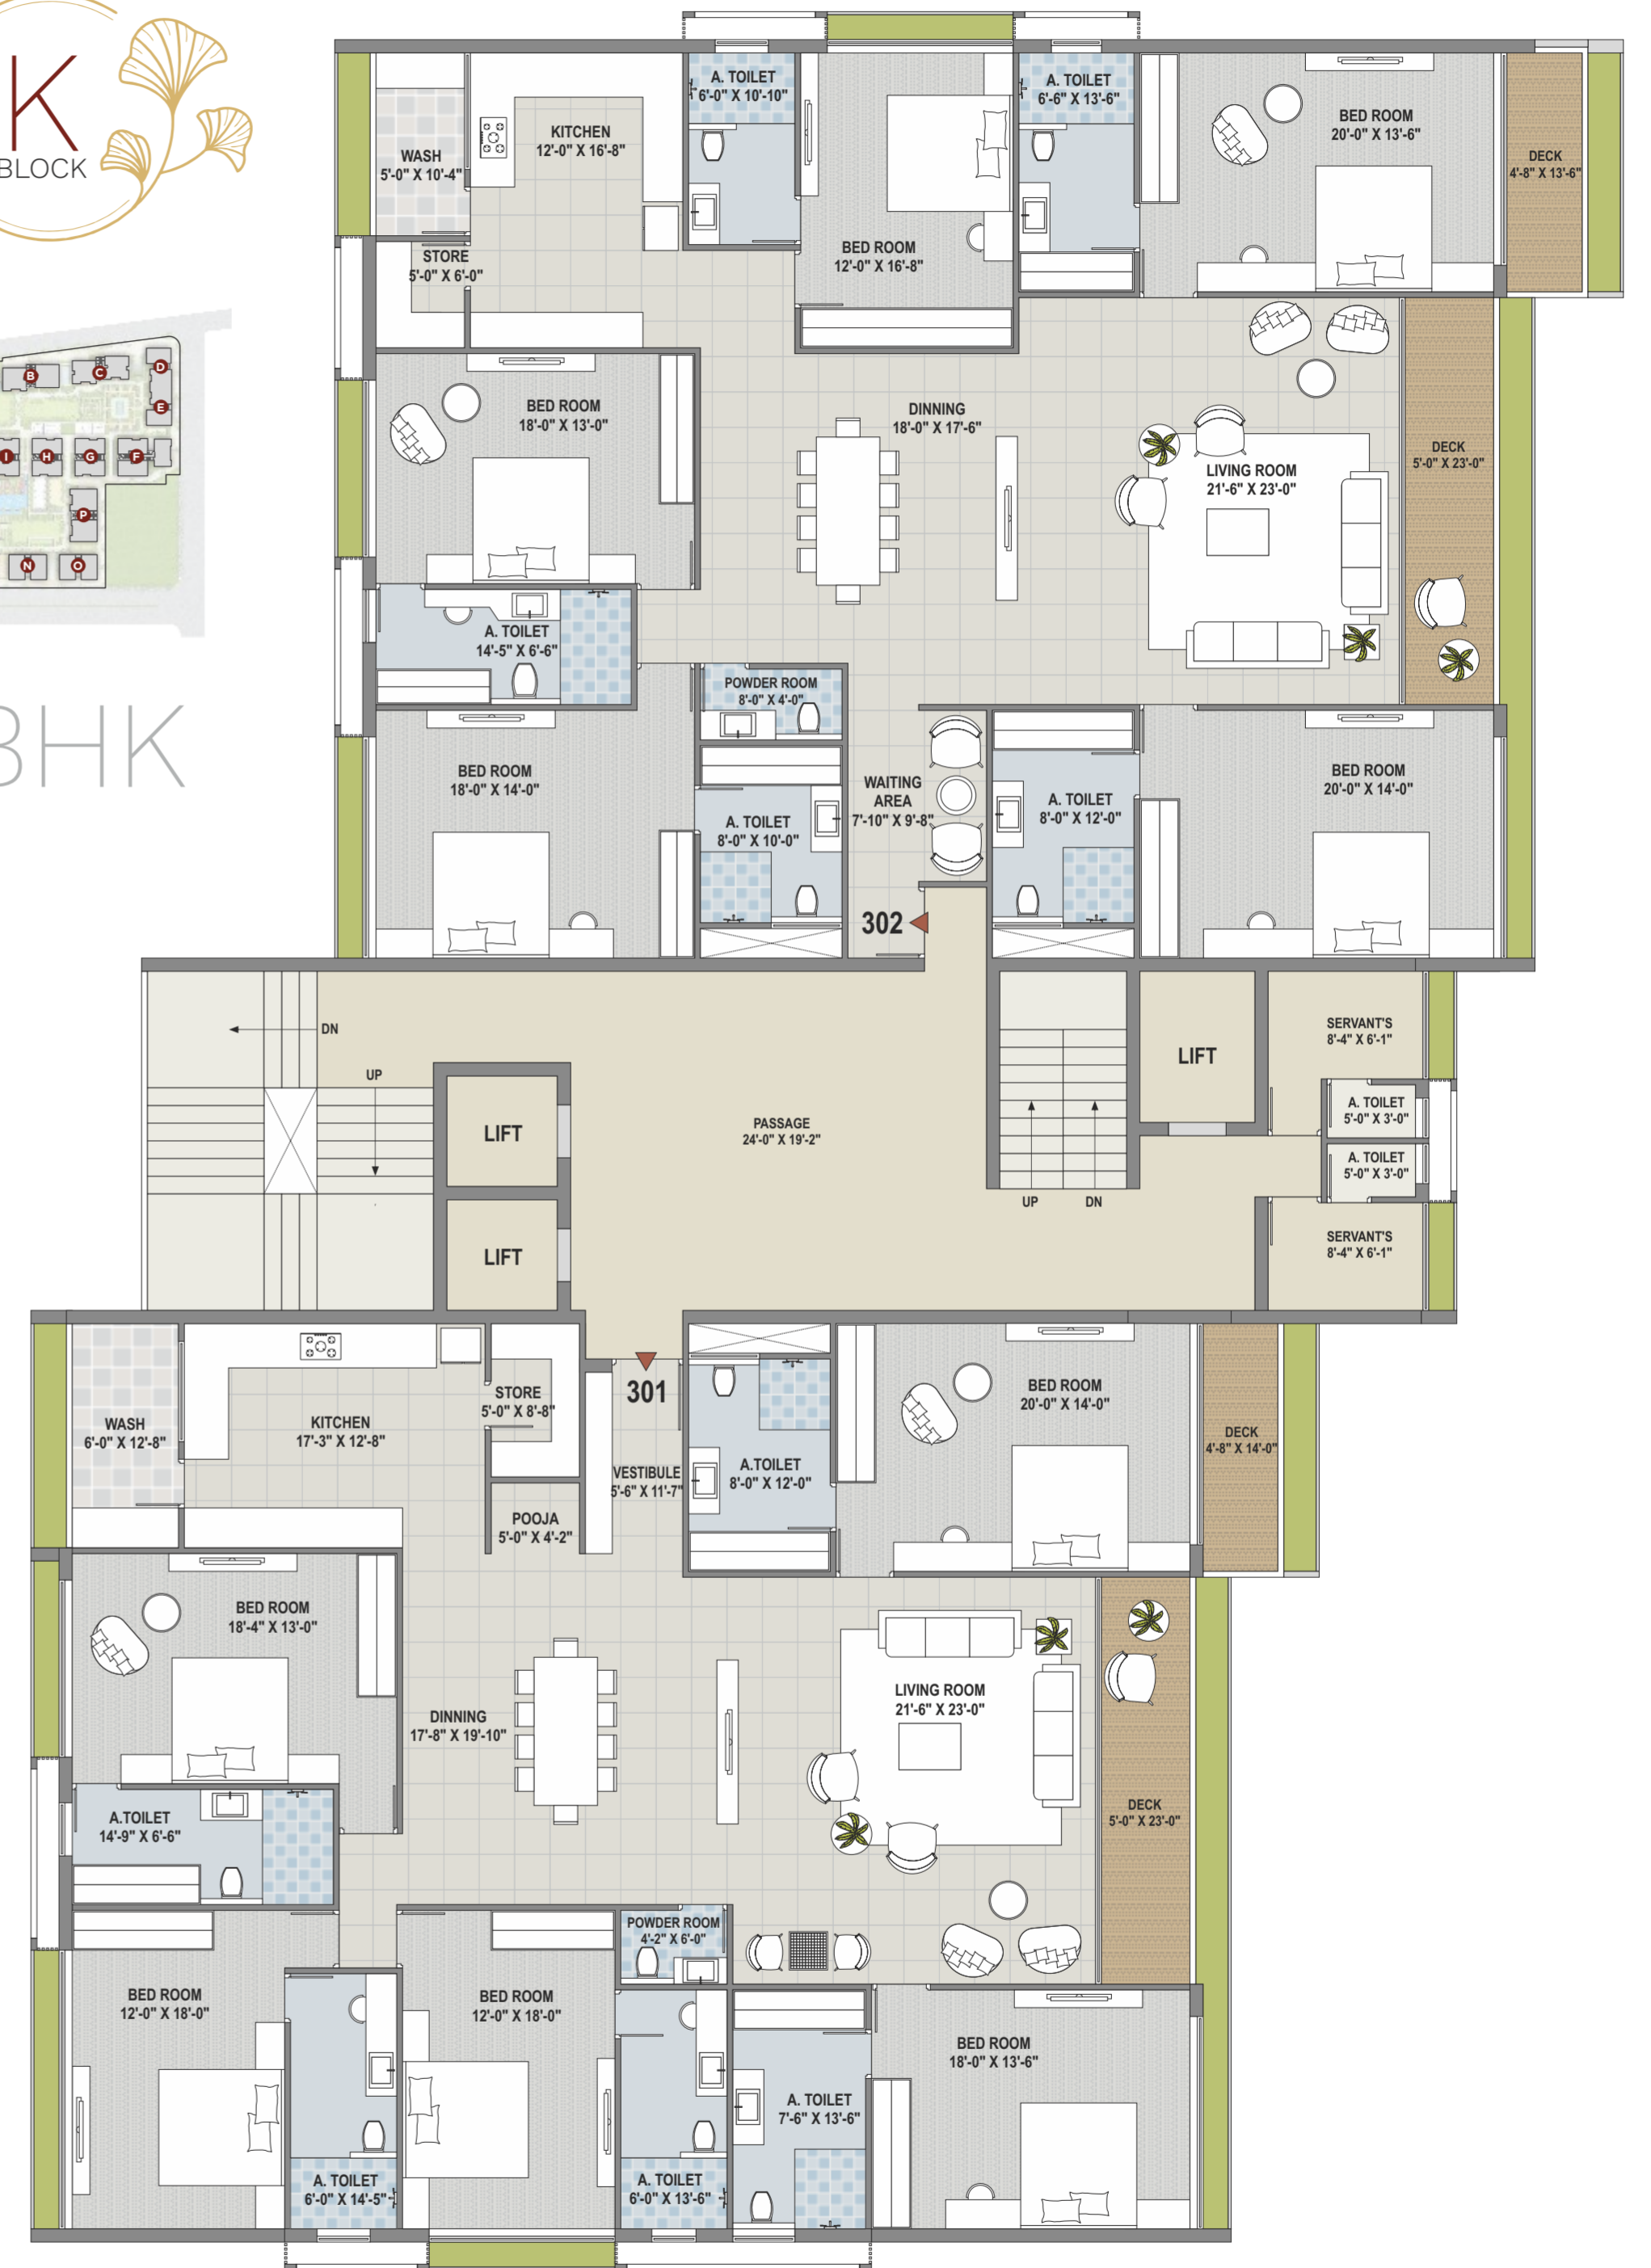 K
BLOCK
B
C
D
E
I
H
G
F
P
N
O
BHK
A. TOILET
6'-0" X 10'-10"
A. TOILET
6'-6" X 13'-6"
BED ROOM
20'-0" X 13'-6"
KITCHEN
12'-0" X 16'-8"
WASH
5'-0" X 10'-4"
DECK
4'-8" X 13'-6"
STORE
5'-0" X 6'-0"
BED ROOM
12'-0" X 16'-8"
BED ROOM
18'-0" X 13'-0"
DINNING
18'-0" X 17'-6"
LIVING ROOM
21'-6" X 23'-0"
DECK
5'-0" X 23'-0"
A. TOILET
14'-5" X 6'-6"
POWDER ROOM
8'-0" X 4'-0"
BED ROOM
18'-0" X 14'-0"
WAITING
AREA
7'-10" X 9'-8"
A. TOILET
8'-0" X 10'-0"
A. TOILET
8'-0" X 12'-0"
BED ROOM
20'-0" X 14'-0"
302
DN
UP
LIFT
LIFT
PASSAGE
24'-0" X 19'-2"
UP
DN
LIFT
SERVANT'S
8'-4" X 6'-1"
A. TOILET
5'-0" X 3'-0"
A. TOILET
5'-0" X 3'-0"
SERVANT'S
8'-4" X 6'-1"
301
WASH
6'-0" X 12'-8"
KITCHEN
17'-3" X 12'-8"
STORE
5'-0" X 8'-8"
VESTIBULE
5'-6" X 11'-7"
POOJA
5'-0" X 4'-2"
A.TOILET
8'-0" X 12'-0"
BED ROOM
20'-0" X 14'-0"
DECK
4'-8" X 14'-0"
BED ROOM
18'-4" X 13'-0"
DINNING
17'-8" X 19'-10"
LIVING ROOM
21'-6" X 23'-0"
DECK
5'-0" X 23'-0"
A.TOILET
14'-9" X 6'-6"
POWDER ROOM
4'-2" X 6'-0"
BED ROOM
12'-0" X 18'-0"
BED ROOM
12'-0" X 18'-0"
BED ROOM
18'-0" X 13'-6"
A. TOILET
7'-6" X 13'-6"
A. TOILET
6'-0" X 14'-5"
A. TOILET
6'-0" X 13'-6"